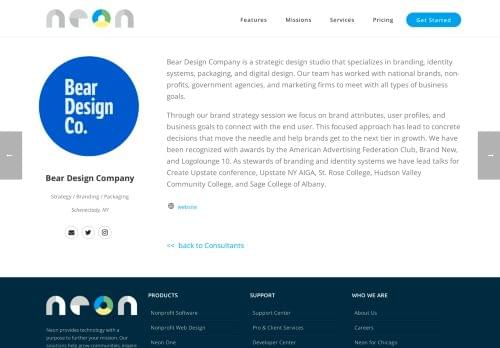 neon
Features Missions Services Pricing Get Started
Bear Design Company is a strategic design studio that specializes in branding, identity
systems, packaging, and digital design. Our team has worked with national brands, non-
profits, government agencies, and marketing firms to meet with all types of business
goals.
Through our brand strategy session we focus on brand attributes, user profiles, and
business goals to connect with the end user. This focused approach has lead to concrete
decisions that move the needle and help brands get to the next tier in growth. We have
been recognized with awards by the American Advertising Federation Club, Brand New,
and Logolounge 10. As stewards of branding and identity systems we have lead talks for
Create Upstate conference, Upstate NY AIGA, St. Rose College, Hudson Valley
Community College, and Sage College of Albany.
website
<< back to Consultants
Bear
Design
Co.
Bear Design Company
Strategy / Branding / Packaging
Schenectady, NY
←
→
neon
Neon provides technology with a
purpose to further your mission. Our
solutions help grow communities, inspire
PRODUCTS
Nonprofit Software
Nonprofit Web Design
Neon One
SUPPORT
Support Center
Pro & Client Services
Developer Center
WHO WE ARE
About Us
Careers
Neon for Chicago